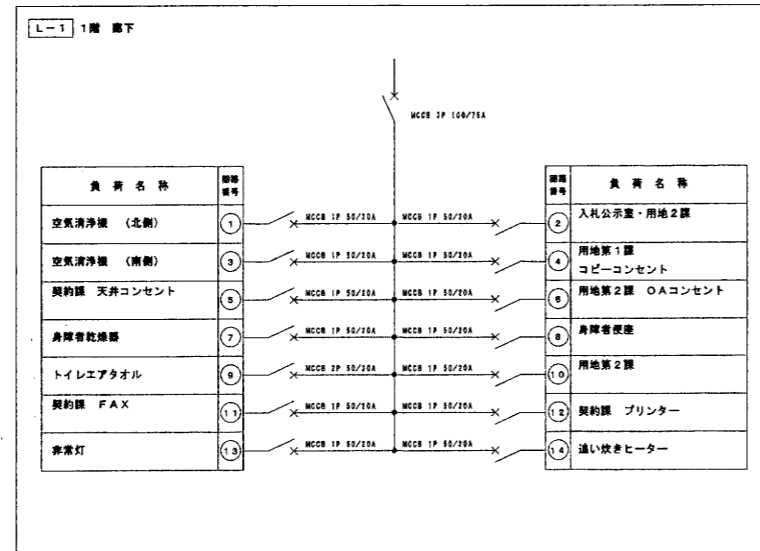 L－1 1階 廊下
MCCB 3P 100/75A
負 荷 名 称 回路番号
回路番号 負 荷 名 称
空気清浄機 （北側） 1 MCCB 1P 50/20A MCCB 1P 50/20A 2 入札公示室・用地2課
空気清浄機 （南側） 3 MCCB 1P 50/20A MCCB 1P 50/20A 4 用地第1課
コピーコンセント
契約課 天井コンセント 5 MCCB 1P 50/20A MCCB 1P 50/20A 6 用地第2課 OAコンセント
身障者乾燥器 7 MCCB 1P 50/20A MCCB 1P 50/20A 8 身障者便座
トイレエアタオル 9 MCCB 2P 50/30A MCCB 1P 50/20A 10 用地第2課
契約課 FAX 11 MCCB 1P 50/20A MCCB 1P 50/20A 12 契約課 プリンター
非常灯 13 MCCB 1P 50/20A MCCB 1P 50/20A 14 追い炊きヒーター